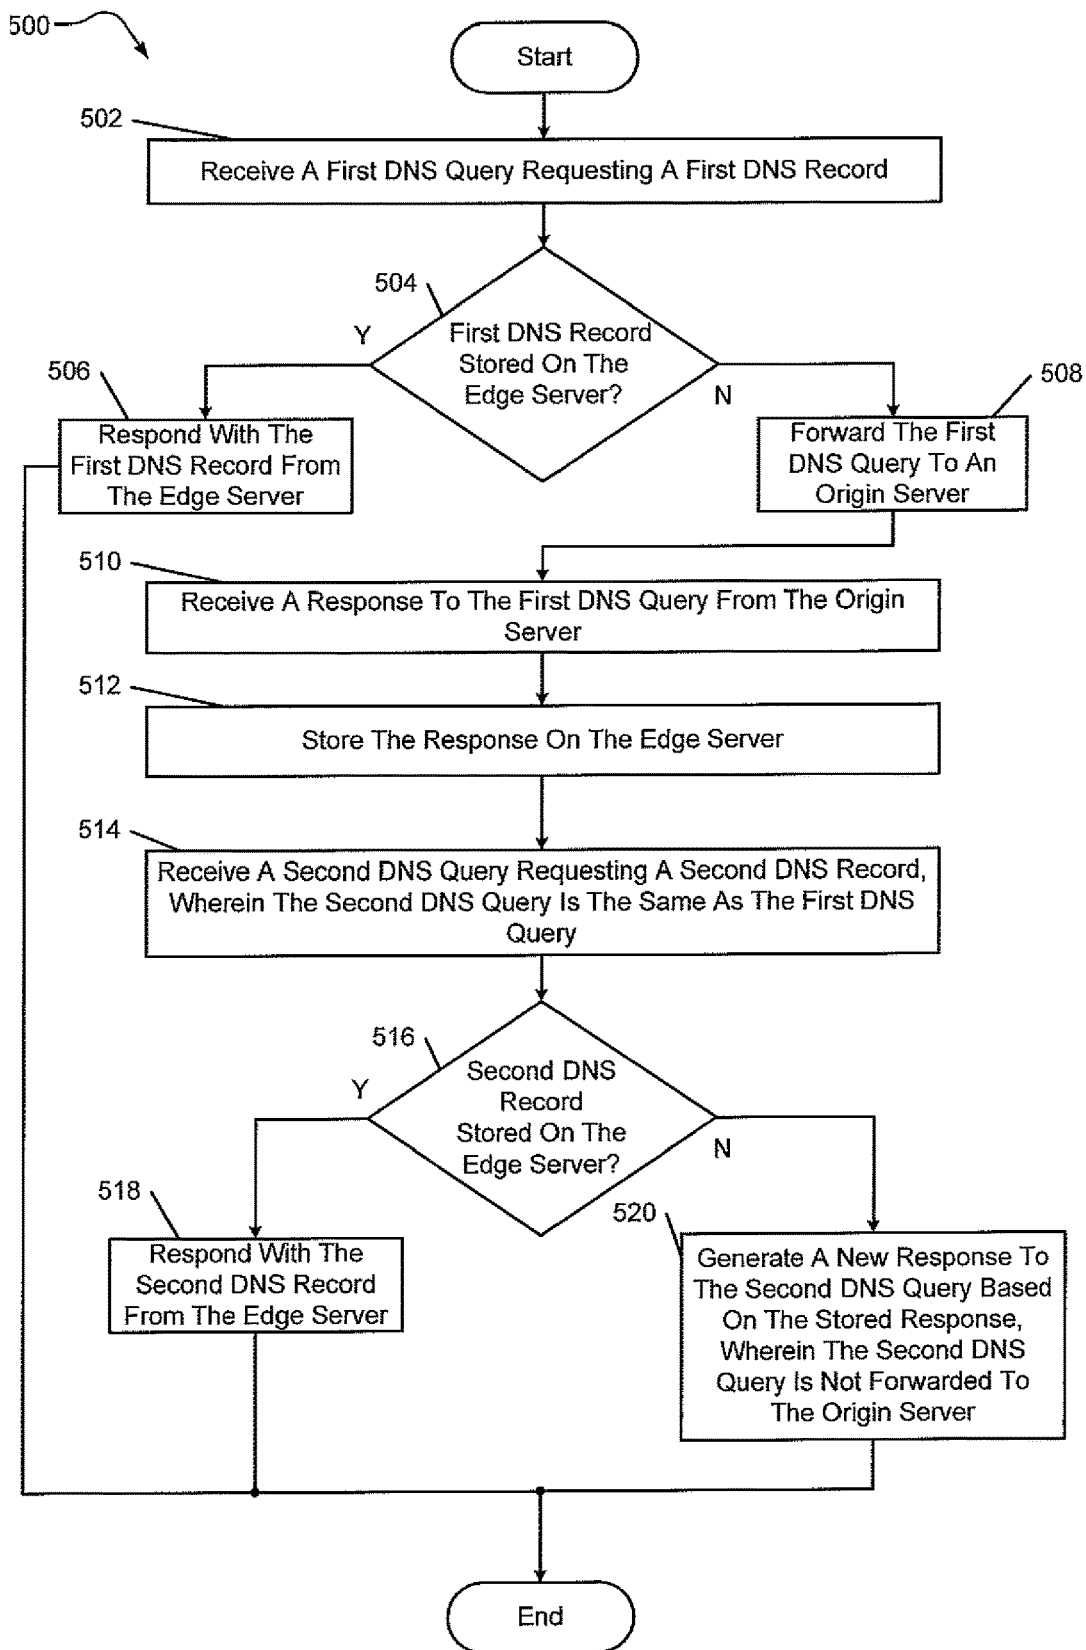 500
Start
502
Receive A First DNS Query Requesting A First DNS Record
504
First DNS Record
Stored On The
Edge Server?
Y
N
506
Respond With The
First DNS Record From
The Edge Server
508
Forward The First
DNS Query To An
Origin Server
510
Receive A Response To The First DNS Query From The Origin
Server
512
Store The Response On The Edge Server
514
Receive A Second DNS Query Requesting A Second DNS Record,
Wherein The Second DNS Query Is The Same As The First DNS
Query
516
Second DNS
Record
Stored On The
Edge Server?
Y
N
518
Respond With The
Second DNS Record
From The Edge Server
520
Generate A New Response To
The Second DNS Query Based
On The Stored Response,
Wherein The Second DNS
Query Is Not Forwarded To
The Origin Server
End